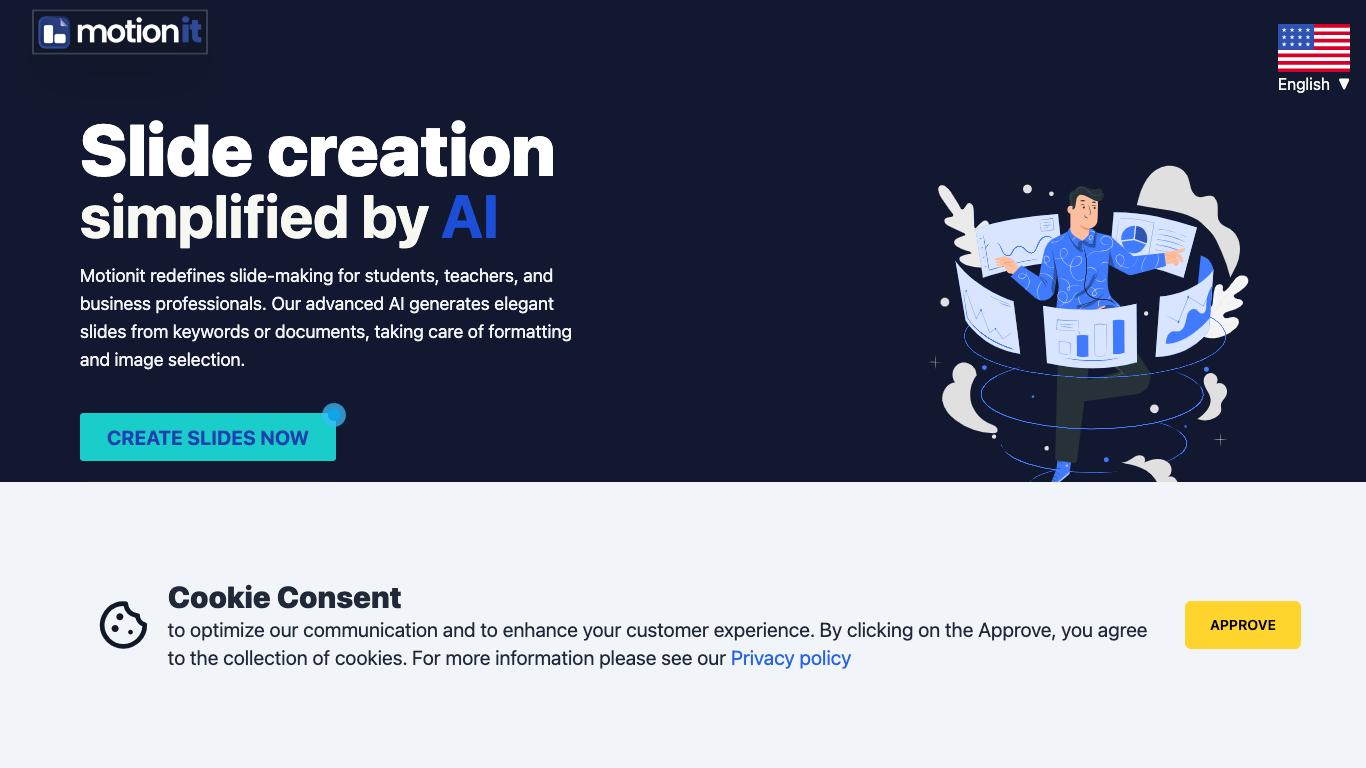 motionit
English ▼
Slide creation
simplified by AI
Motionit redefines slide-making for students, teachers, and
business professionals. Our advanced AI generates elegant
slides from keywords or documents, taking care of formatting
and image selection.
CREATE SLIDES NOW
Cookie Consent
to optimize our communication and to enhance your customer experience. By clicking on the Approve, you agree
to the collection of cookies. For more information please see our Privacy policy
APPROVE